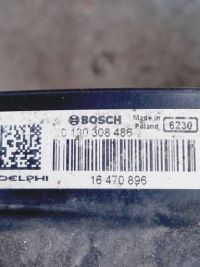 BOSCH
Made in
Poland
6230
0 130 308 486
DELPHI
16 470 896